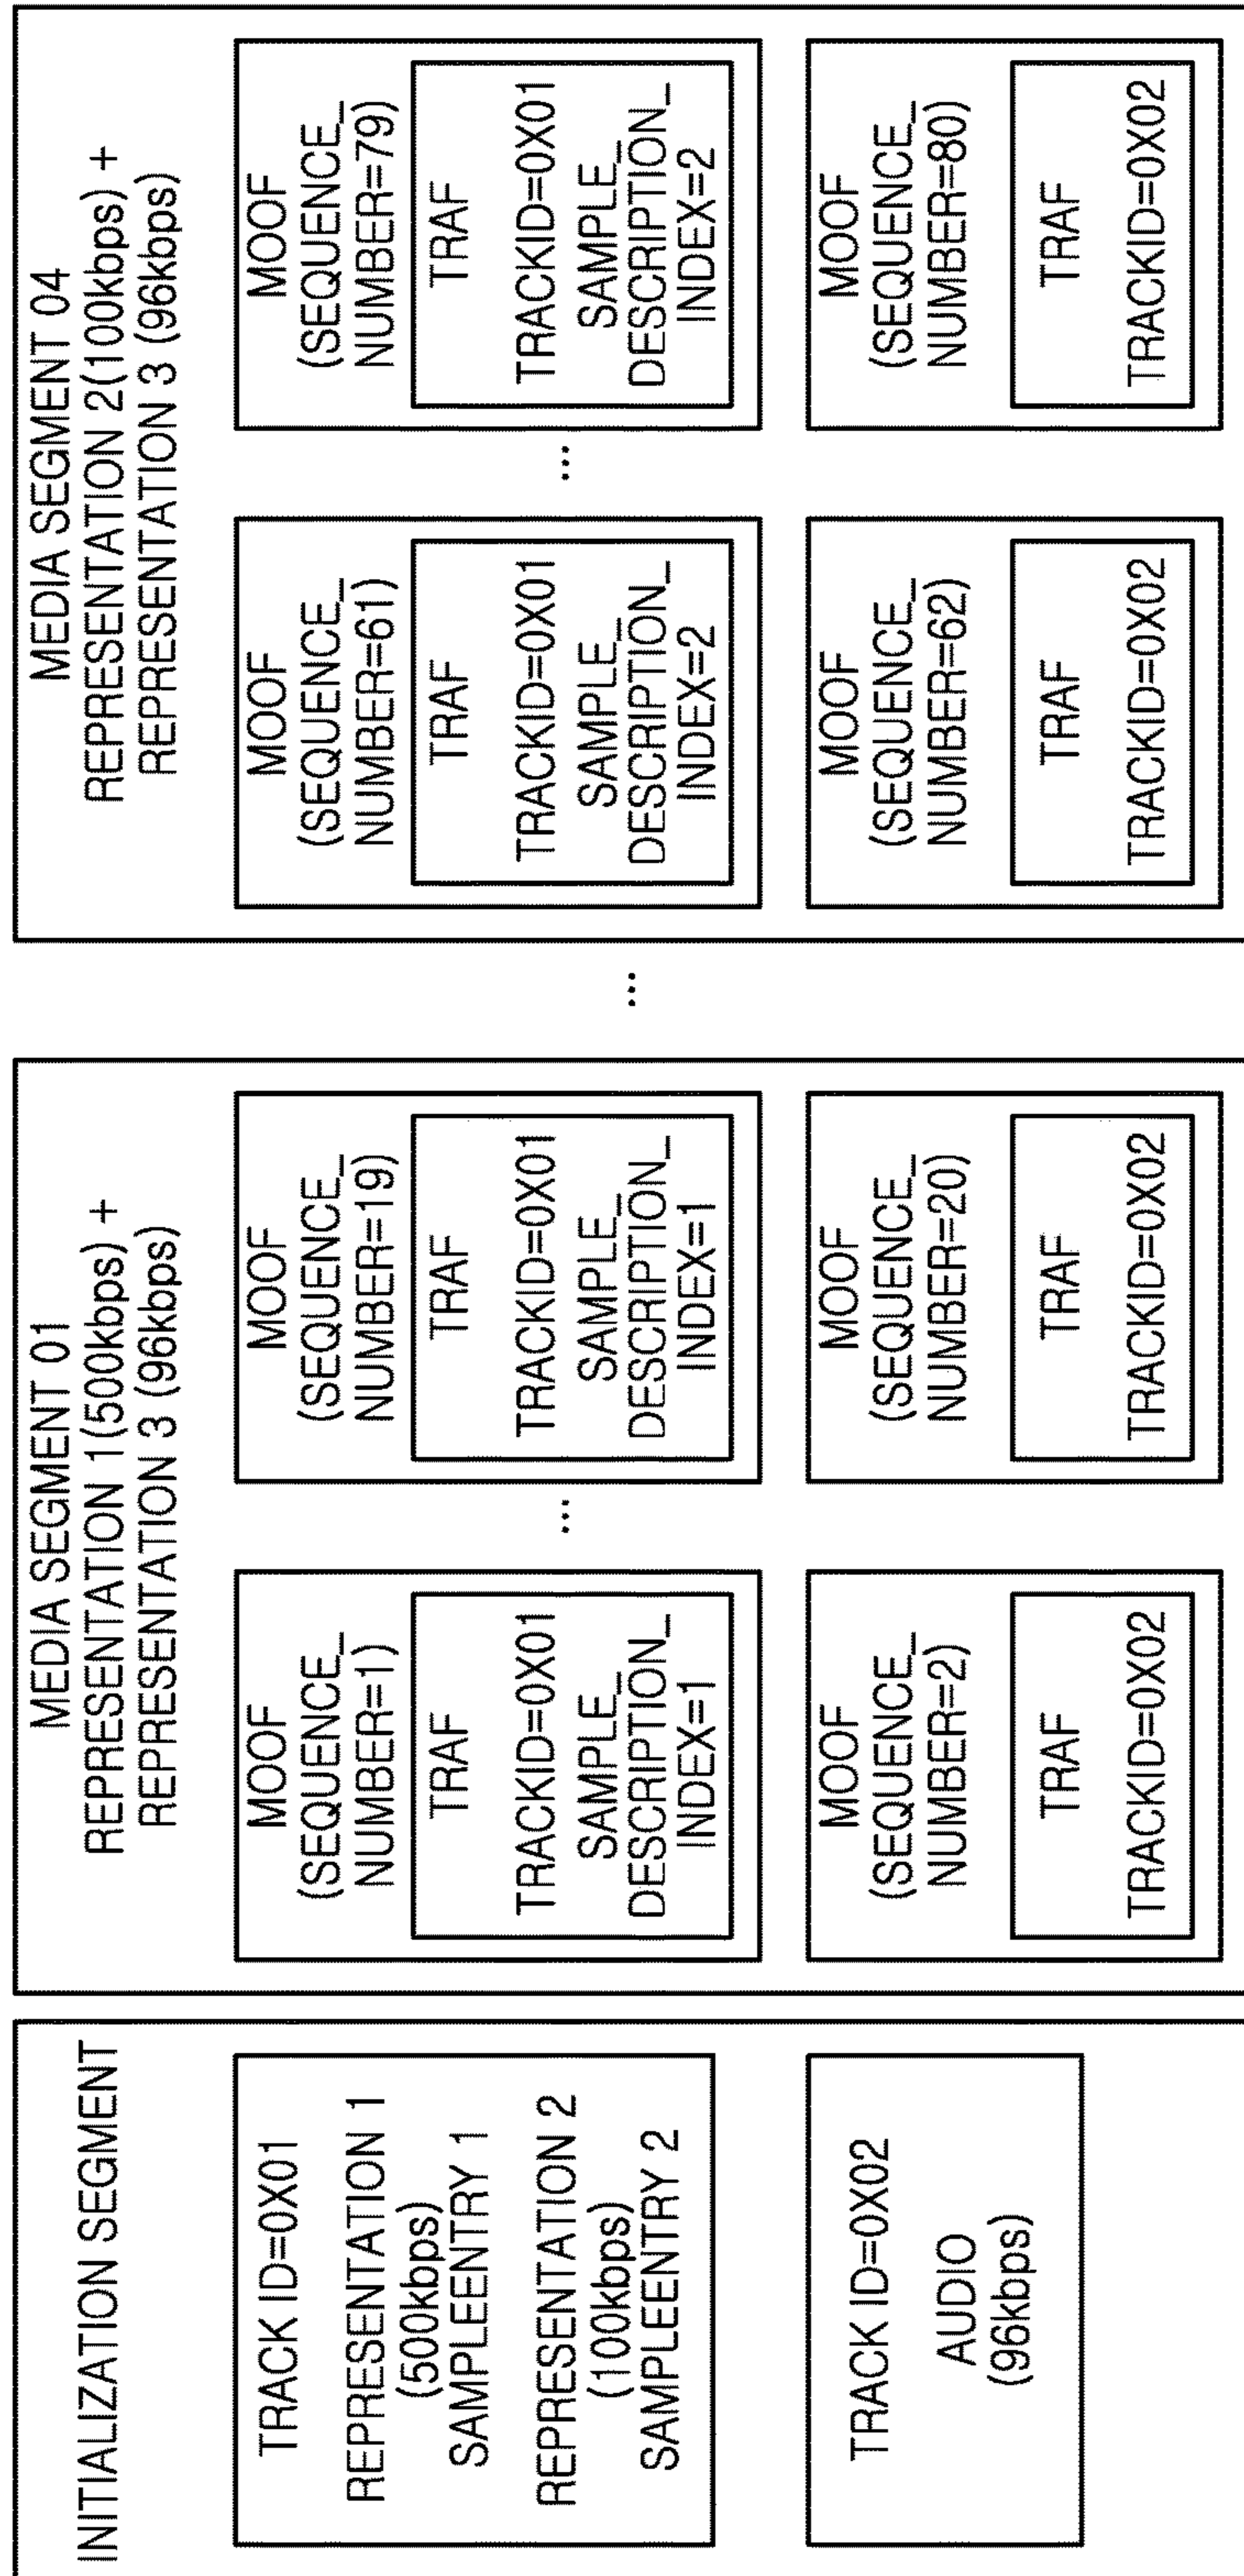 INITIALIZATION SEGMENT
TRACK ID=0X01
REPRESENTATION 1
(500kbps)
SAMPLEENTRY 1
REPRESENTATION 2
(100kbps)
SAMPLEENTRY 2
TRACK ID=0X02
AUDIO
(96kbps)
MEDIA SEGMENT 01
REPRESENTATION 1(500kbps) +
REPRESENTATION 3 (96kbps)
MOOF
(SEQUENCE_
NUMBER=1)
TRAF
TRACKID=0X01
SAMPLE_
DESCRIPTION_
INDEX=1
...
MOOF
(SEQUENCE_
NUMBER=19)
TRAF
TRACKID=0X01
SAMPLE_
DESCRIPTION_
INDEX=1
MOOF
(SEQUENCE_
NUMBER=2)
TRAF
TRACKID=0X02
MOOF
(SEQUENCE_
NUMBER=20)
TRAF
TRACKID=0X02
...
MEDIA SEGMENT 04
REPRESENTATION 2(100kbps) +
REPRESENTATION 3 (96kbps)
MOOF
(SEQUENCE_
NUMBER=61)
TRAF
TRACKID=0X01
SAMPLE_
DESCRIPTION_
INDEX=2
...
MOOF
(SEQUENCE_
NUMBER=79)
TRAF
TRACKID=0X01
SAMPLE_
DESCRIPTION_
INDEX=2
MOOF
(SEQUENCE_
NUMBER=62)
TRAF
TRACKID=0X02
MOOF
(SEQUENCE_
NUMBER=80)
TRAF
TRACKID=0X02